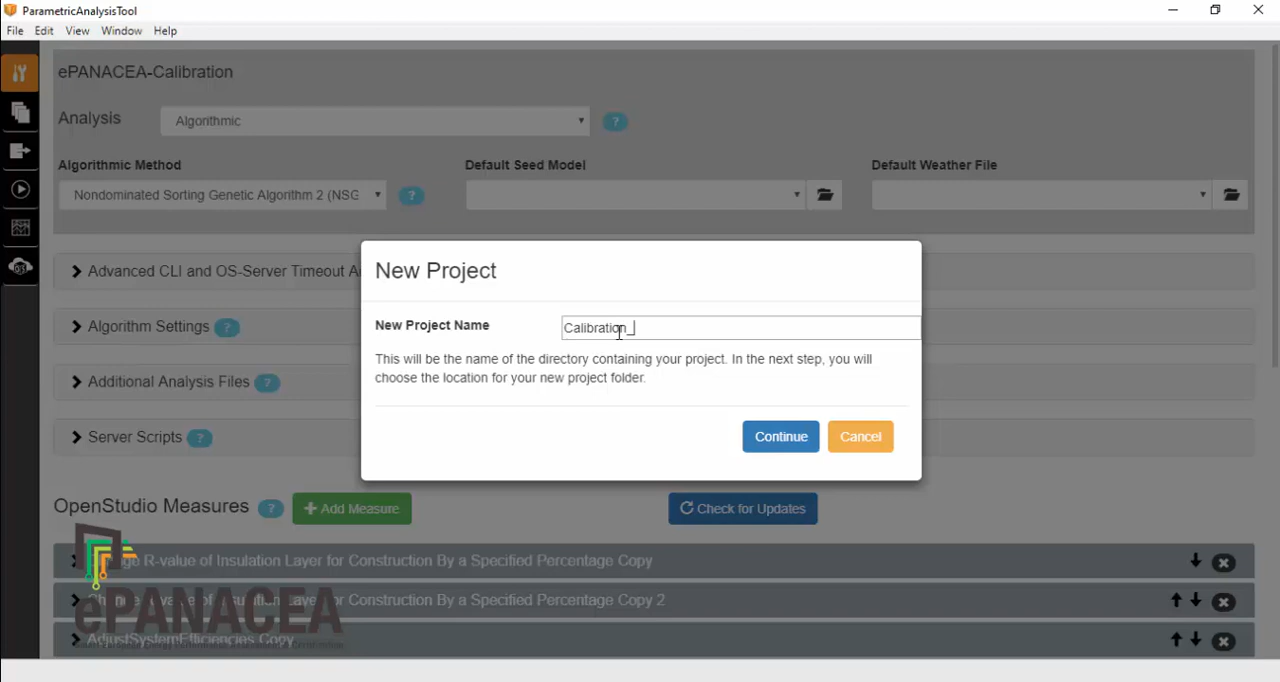 ParametricAnalysisTool
File Edit View Window Help
ePANACEA-Calibration
Analysis Algorithmic ?
Algorithmic Method Default Seed Model Default Weather File
Nondominated Sorting Genetic Algorithm 2 (NSG ?
Advanced CLI and OS-Server Timeout A
New Project
New Project Name Calibration_
This will be the name of the directory containing your project. In the next step, you will
choose the location for your new project folder.
Continue Cancel
Algorithm Settings ?
Additional Analysis Files ?
Server Scripts ?
OpenStudio Measures ? Add Measure Check for Updates
R-value of Insulation Layer for Construction By a Specified Percentage Copy
Insulation Layer for Construction By a Specified Percentage Copy 2
AdjustSystemEfficiencies Copy
ePANACEA